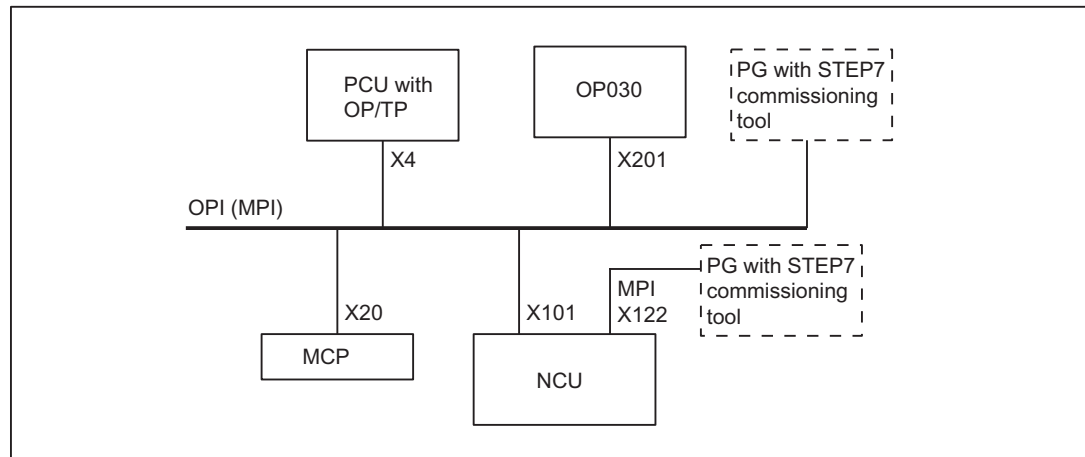 PCU with
OP/TP
OP030
PG with STEP7
commissioning
tool
X4
X201
OPI (MPI)
PG with STEP7
commissioning
tool
MPI
X122
X20
X101
MCP
NCU